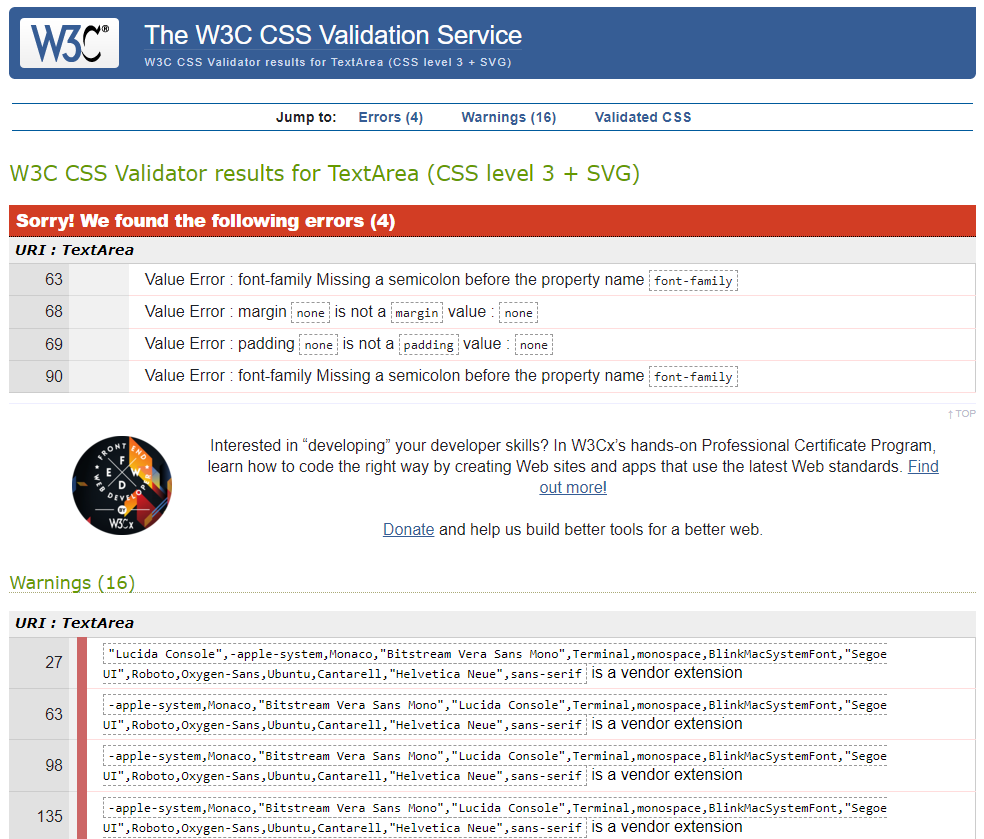 W3C®
The W3C CSS Validation Service
W3C CSS Validator results for TextArea (CSS level 3 + SVG)
Jump to: Errors (4) Warnings (16) Validated CSS
W3C CSS Validator results for TextArea (CSS level 3 + SVG)
Sorry! We found the following errors (4)
URI : TextArea
63 Value Error : font-family Missing a semicolon before the property name font-family
68 Value Error : margin none is not a margin value : none
69 Value Error : padding none is not a padding value : none
90 Value Error : font-family Missing a semicolon before the property name font-family
↑ TOP
FRONT END
F
E W
D
WEB DEVELOPER
BY
W3Cx
Interested in “developing” your developer skills? In W3Cx’s hands-on Professional Certificate Program,
learn how to code the right way by creating Web sites and apps that use the latest Web standards. Find
out more!
Donate and help us build better tools for a better web.
Warnings (16)
URI : TextArea
27 "Lucida Console",-apple-system,Monaco,"Bitstream Vera Sans Mono",Terminal,monospace,BlinkMacSystemFont,"Segoe
UI",Roboto,Oxygen-Sans,Ubuntu,Cantarell,"Helvetica Neue",sans-serif is a vendor extension
63 -apple-system,Monaco,"Bitstream Vera Sans Mono","Lucida Console",Terminal,monospace,BlinkMacSystemFont,"Segoe
UI",Roboto,Oxygen-Sans,Ubuntu,Cantarell,"Helvetica Neue",sans-serif is a vendor extension
98 -apple-system,Monaco,"Bitstream Vera Sans Mono","Lucida Console",Terminal,monospace,BlinkMacSystemFont,"Segoe
UI",Roboto,Oxygen-Sans,Ubuntu,Cantarell,"Helvetica Neue",sans-serif is a vendor extension
135 -apple-system,Monaco,"Bitstream Vera Sans Mono","Lucida Console",Terminal,monospace,BlinkMacSystemFont,"Segoe
UI",Roboto,Oxygen-Sans,Ubuntu,Cantarell,"Helvetica Neue",sans-serif is a vendor extension